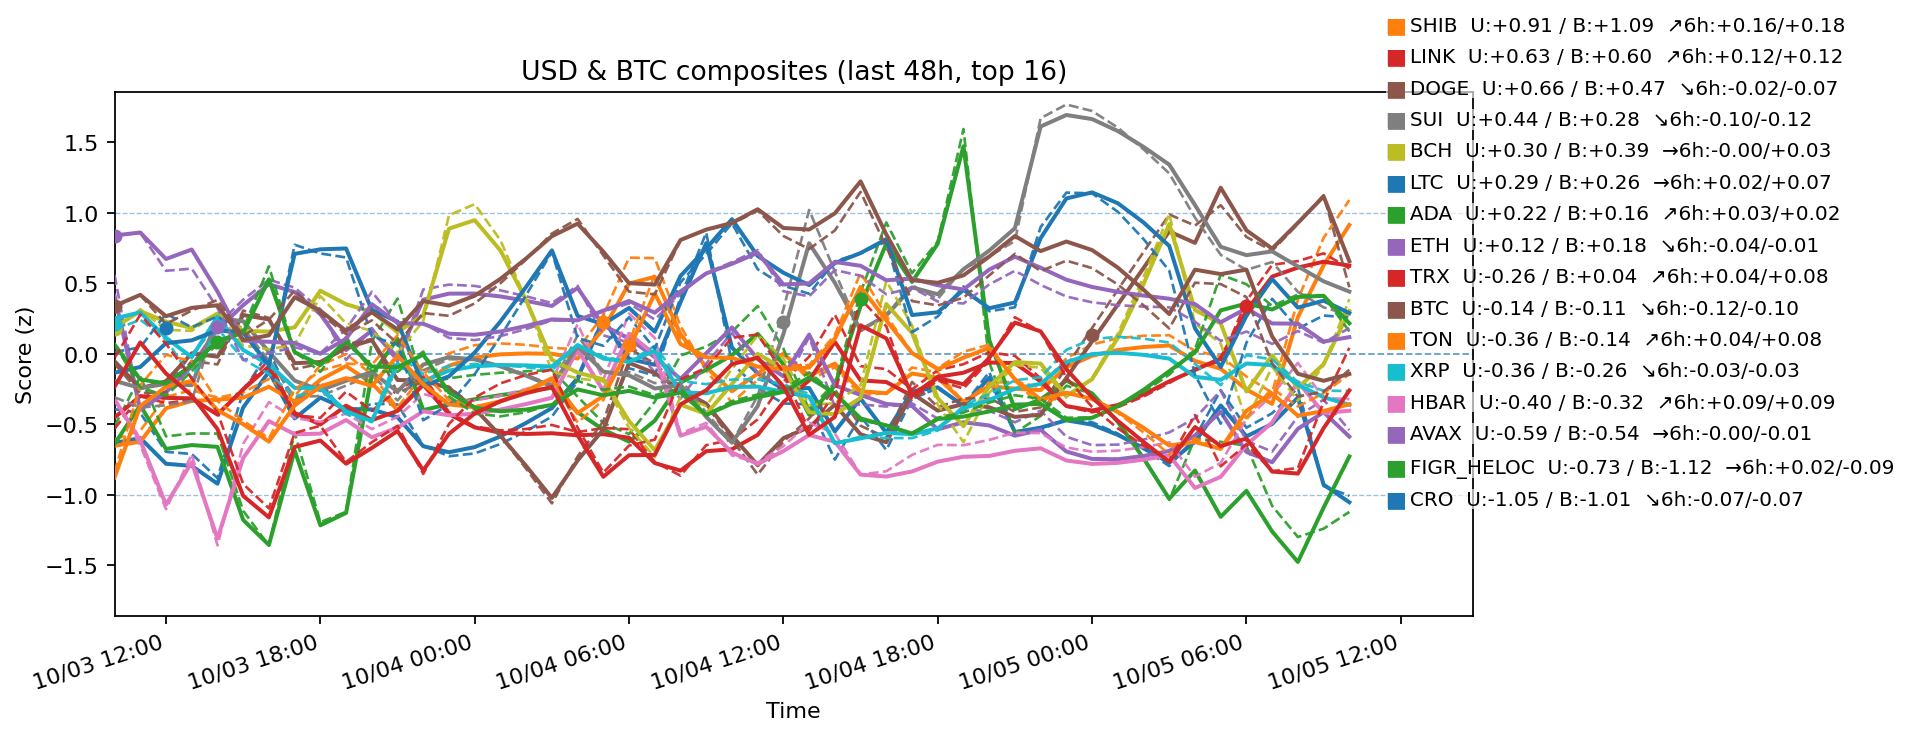 USD & BTC composites (last 48h, top 16)
SHIB U:+0.91 / B:+1.09 ↗6h:+0.16/+0.18
LINK U:+0.63 / B:+0.60 ↗6h:+0.12/+0.12
DOGE U:+0.66 / B:+0.47 ↘6h:-0.02/-0.07
SUI U:+0.44 / B:+0.28 ↘6h:-0.10/-0.12
BCH U:+0.30 / B:+0.39 →6h:-0.00/+0.03
LTC U:+0.29 / B:+0.26 →6h:+0.02/+0.07
ADA U:+0.22 / B:+0.16 ↗6h:+0.03/+0.02
ETH U:+0.12 / B:+0.18 ↘6h:-0.04/-0.01
TRX U:-0.26 / B:+0.04 ↗6h:+0.04/+0.08
BTC U:-0.14 / B:-0.11 ↘6h:-0.12/-0.10
TON U:-0.36 / B:-0.14 ↗6h:+0.04/+0.08
XRP U:-0.36 / B:-0.26 ↘6h:-0.03/-0.03
HBAR U:-0.40 / B:-0.32 ↗6h:+0.09/+0.09
AVAX U:-0.59 / B:-0.54 →6h:-0.00/-0.01
FIGR_HELOC U:-0.73 / B:-1.12 →6h:+0.02/-0.09
CRO U:-1.05 / B:-1.01 ↘6h:-0.07/-0.07
Score (z)
1.5
1.0
0.5
0.0
−0.5
−1.0
−1.5
10/03 12:00
10/03 18:00
10/04 00:00
10/04 06:00
10/04 12:00
10/04 18:00
10/05 00:00
10/05 06:00
10/05 12:00
Time